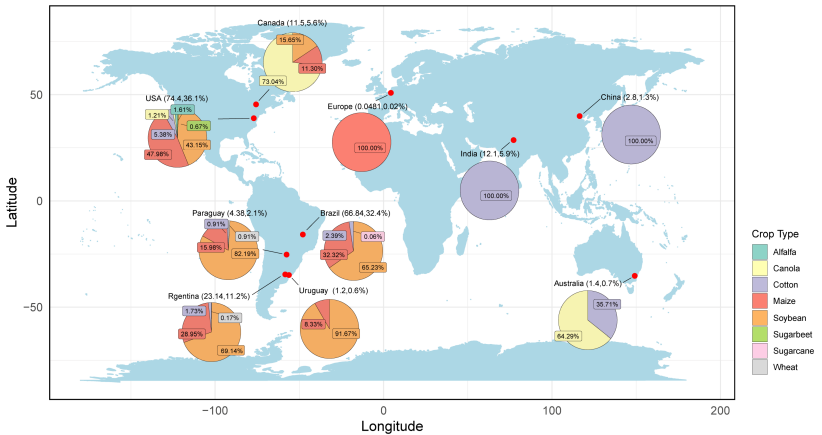 Canada (11.5,5.6%)
15.65%
11.30%
73.04%
USA (74.4,36.1%)
1.61%
1.21%
0.67%
5.38%
43.15%
47.98%
Europe (0.0481,0.02%)
100.00%
China (2.8,1.3%)
100.00%
India (12.1,5.9%)
100.00%
Paraguay (4.38,2.1%)
0.91%
0.91%
15.98%
82.19%
Brazil (66.84,32.4%)
2.39%
0.06%
32.32%
65.23%
Rgentina (23.14,11.2%)
1.73%
0.17%
28.95%
69.14%
Uruguay (1.2,0.6%)
8.33%
91.67%
Australia (1.4,0.7%)
35.71%
64.29%
50
0
−50
Latitude
−100
0
100
200
Longitude
Crop Type
Alfalfa
Canola
Cotton
Maize
Soybean
Sugarbeet
Sugarcane
Wheat